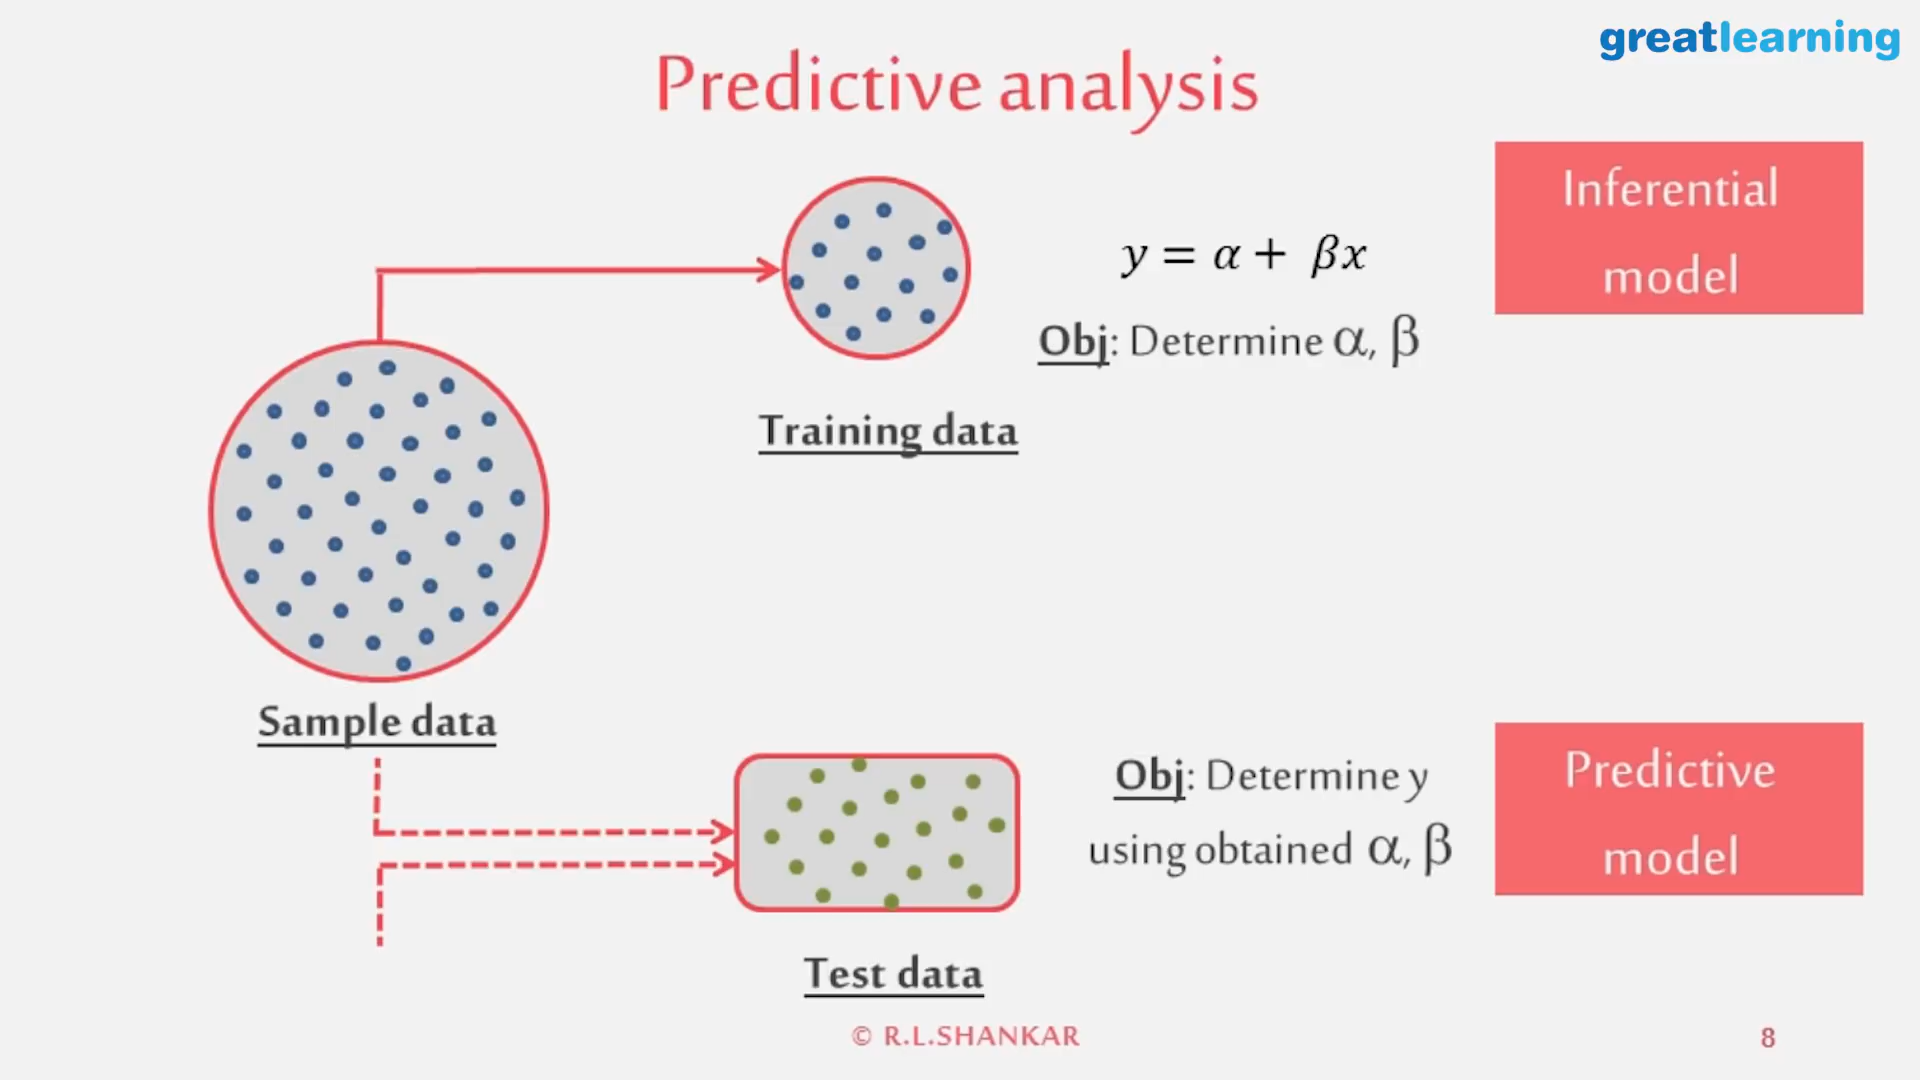 greatlearning
Predictive analysis
Inferential
model
y = α + βx
Obj: Determine α, β
Training data
Sample data
Obj: Determine y
using obtained α, β
Predictive
model
Test data
© R.L.SHANKAR
8